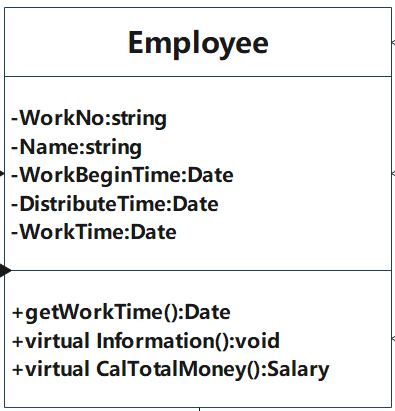 Employee
-WorkNo:string
-Name:string
-WorkBeginTime:Date
-DistributeTime:Date
-WorkTime:Date
+getWorkTime():Date
+virtual Information():void
+virtual CalTotalMoney():Salary